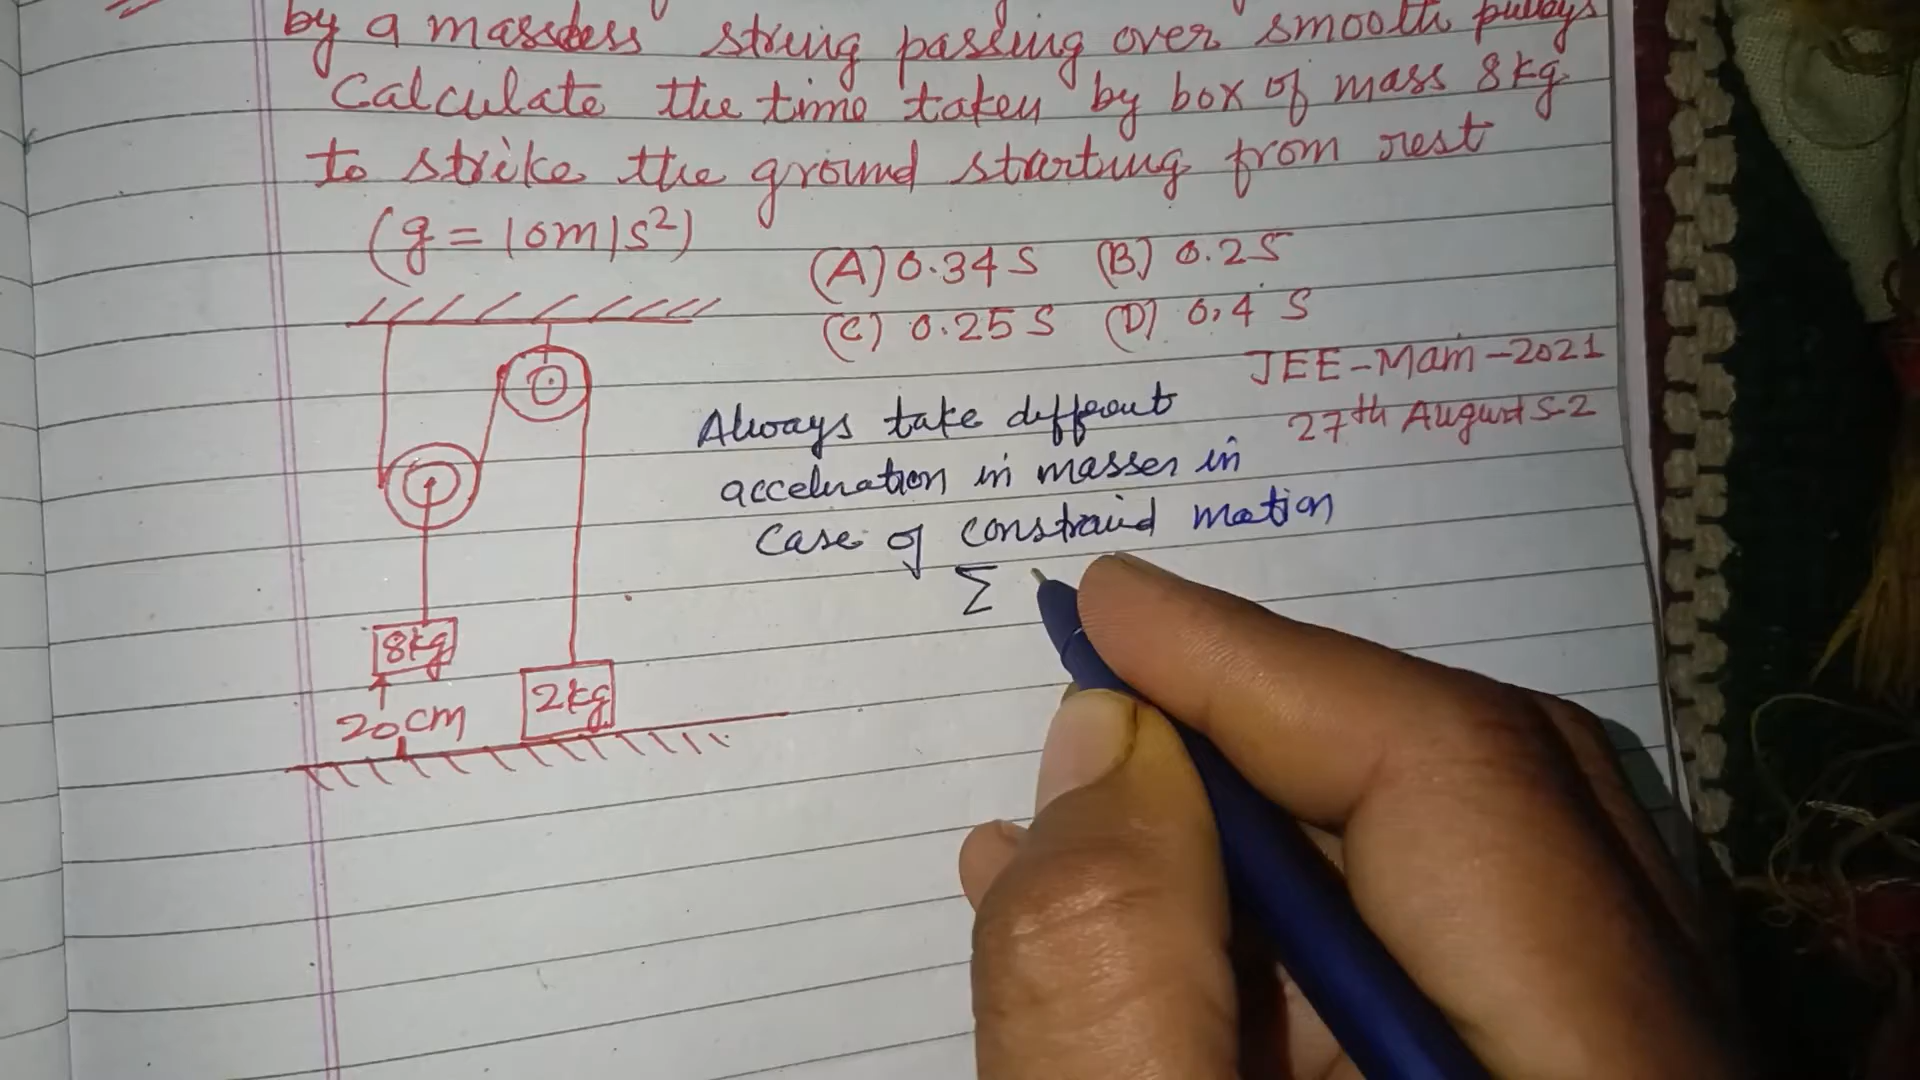 by a massless string passing over smooth pulleys
Calculate the time taken by box of mass 8kg
to strike the ground starting from rest
(g = 10m/s²)
(A) 0.34 S (B) 0.2 S
(C) 0.25 S (D) 0.4 S
JEE-Main-2021
27th August S-2
Always take different
acceleration in masses in
case of constraind motion
Σ
8kg
2kg
20cm